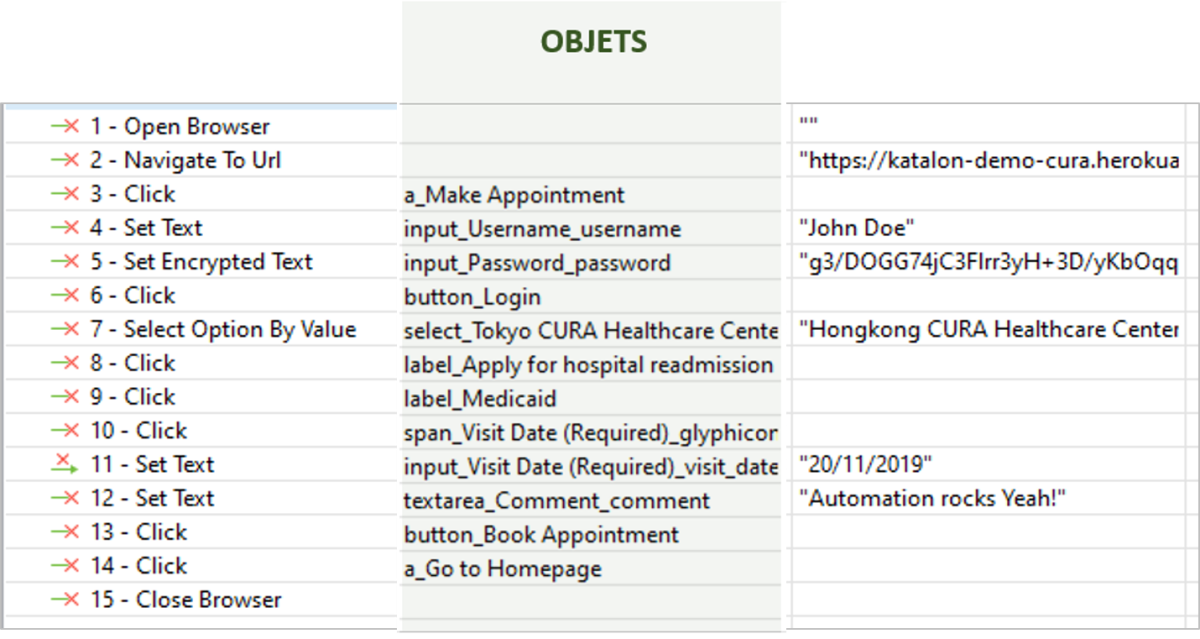 OBJETS
1 - Open Browser ""
2 - Navigate To Url "https://katalon-demo-cura.herokua
3 - Click a_Make Appointment
4 - Set Text input_Username_username "John Doe"
5 - Set Encrypted Text input_Password_password "g3/DOGG74jC3FIrr3yH+3D/yKbOqq
6 - Click button_Login
7 - Select Option By Value select_Tokyo CURA Healthcare Cente "Hongkong CURA Healthcare Center
8 - Click label_Apply for hospital readmission
9 - Click label_Medicaid
10 - Click span_Visit Date (Required)_glyphicon
11 - Set Text input_Visit Date (Required)_visit_date "20/11/2019"
12 - Set Text textarea_Comment_comment "Automation rocks Yeah!"
13 - Click button_Book Appointment
14 - Click a_Go to Homepage
15 - Close Browser